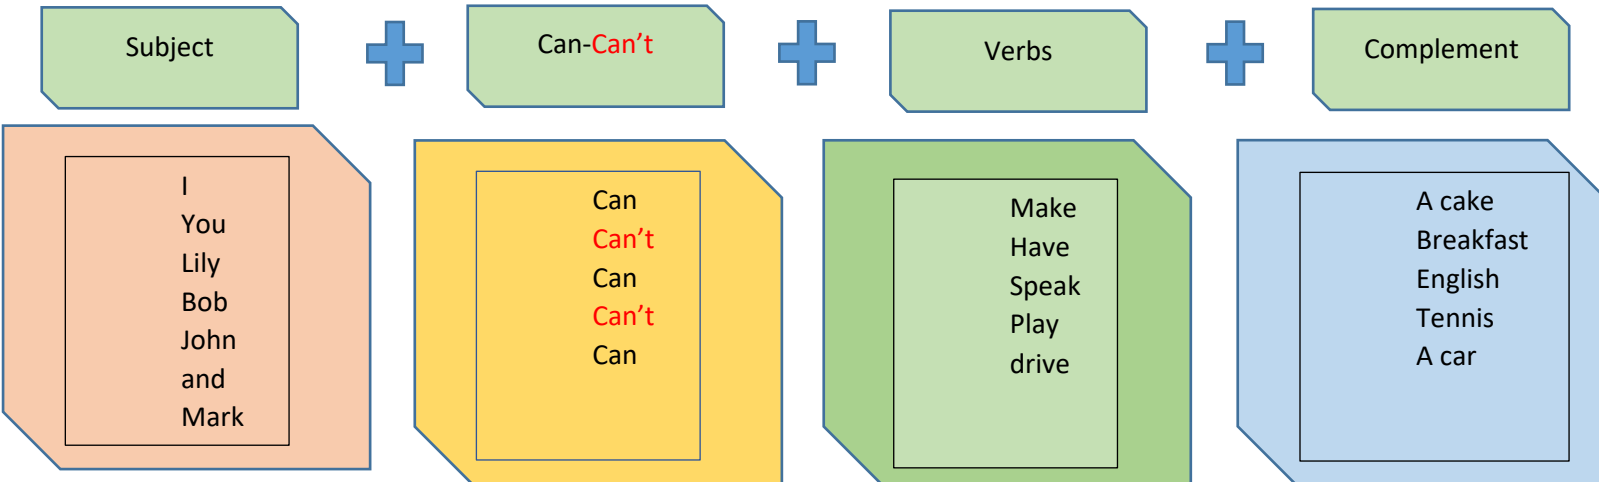 Subject
Can-Can't
Verbs
Complement
I
You
Lily
Bob
John
and
Mark
Can
Can't
Can
Can't
Can
Make
Have
Speak
Play
drive
A cake
Breakfast
English
Tennis
A car